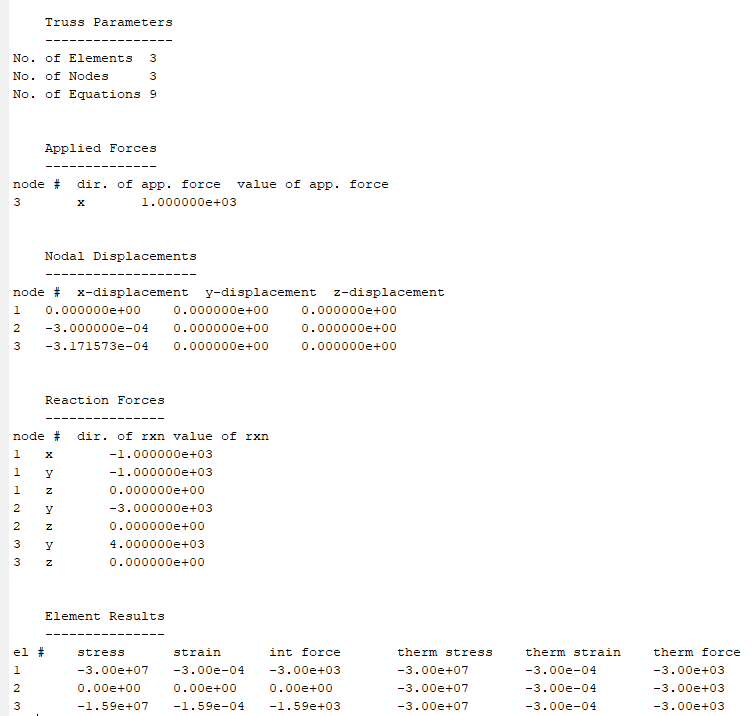 Truss Parameters
----------------
No. of Elements 3
No. of Nodes 3
No. of Equations 9
Applied Forces
--------------
node # dir. of app. force value of app. force
3 x 1.000000e+03
Nodal Displacements
-------------------
node # x-displacement y-displacement z-displacement
1 0.000000e+00 0.000000e+00 0.000000e+00
2 -3.000000e-04 0.000000e+00 0.000000e+00
3 -3.171573e-04 0.000000e+00 0.000000e+00
Reaction Forces
---------------
node # dir. of rxn value of rxn
1 x -1.000000e+03
1 y -1.000000e+03
1 z 0.000000e+00
2 y -3.000000e+03
2 z 0.000000e+00
3 y 4.000000e+03
3 z 0.000000e+00
Element Results
---------------
el # stress strain int force therm stress therm strain therm force
1 -3.00e+07 -3.00e-04 -3.00e+03 -3.00e+07 -3.00e-04 -3.00e+03
2 0.00e+00 0.00e+00 0.00e+00 -3.00e+07 -3.00e-04 -3.00e+03
3 -1.59e+07 -1.59e-04 -1.59e+03 -3.00e+07 -3.00e-04 -3.00e+03